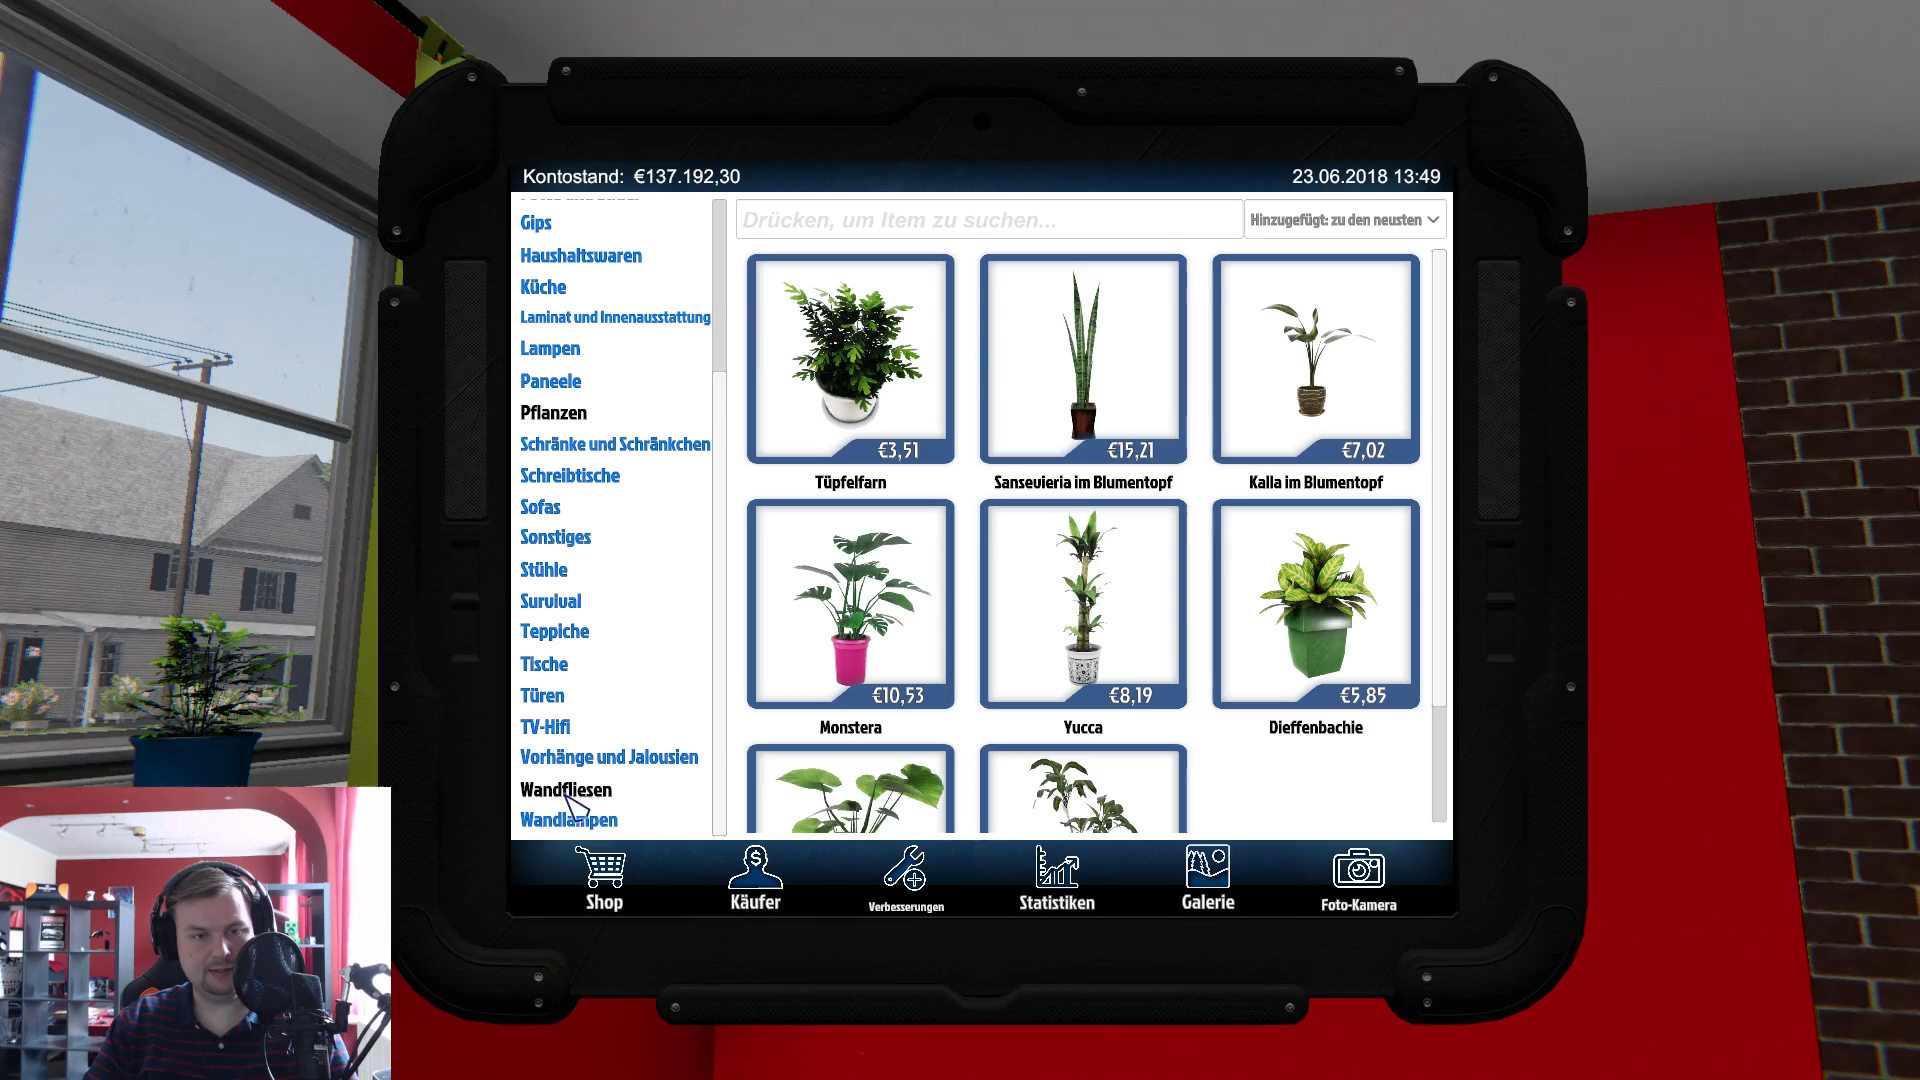 Kontostand: €137.192,30
23.06.2018 13:49
Gips
Haushaltswaren
Küche
Laminat und Innenausstattung
Lampen
Paneele
Pflanzen
Schränke und Schränkchen
Schreibtische
Sofas
Sonstiges
Stühle
Survival
Teppiche
Tische
Türen
TV-Hifi
Vorhänge und Jalousien
Wandfliesen
Wandlampen
Drücken, um Item zu suchen...
Hinzugefügt: zu den neusten
€3,51
€15,21
€7,02
Tüpfelfarn
Sansevieria im Blumentopf
Kalla im Blumentopf
€10,53
€8,19
€5,85
Monstera
Yucca
Dieffenbachie
Shop
Käufer
Verbesserungen
Statistiken
Galerie
Foto-Kamera